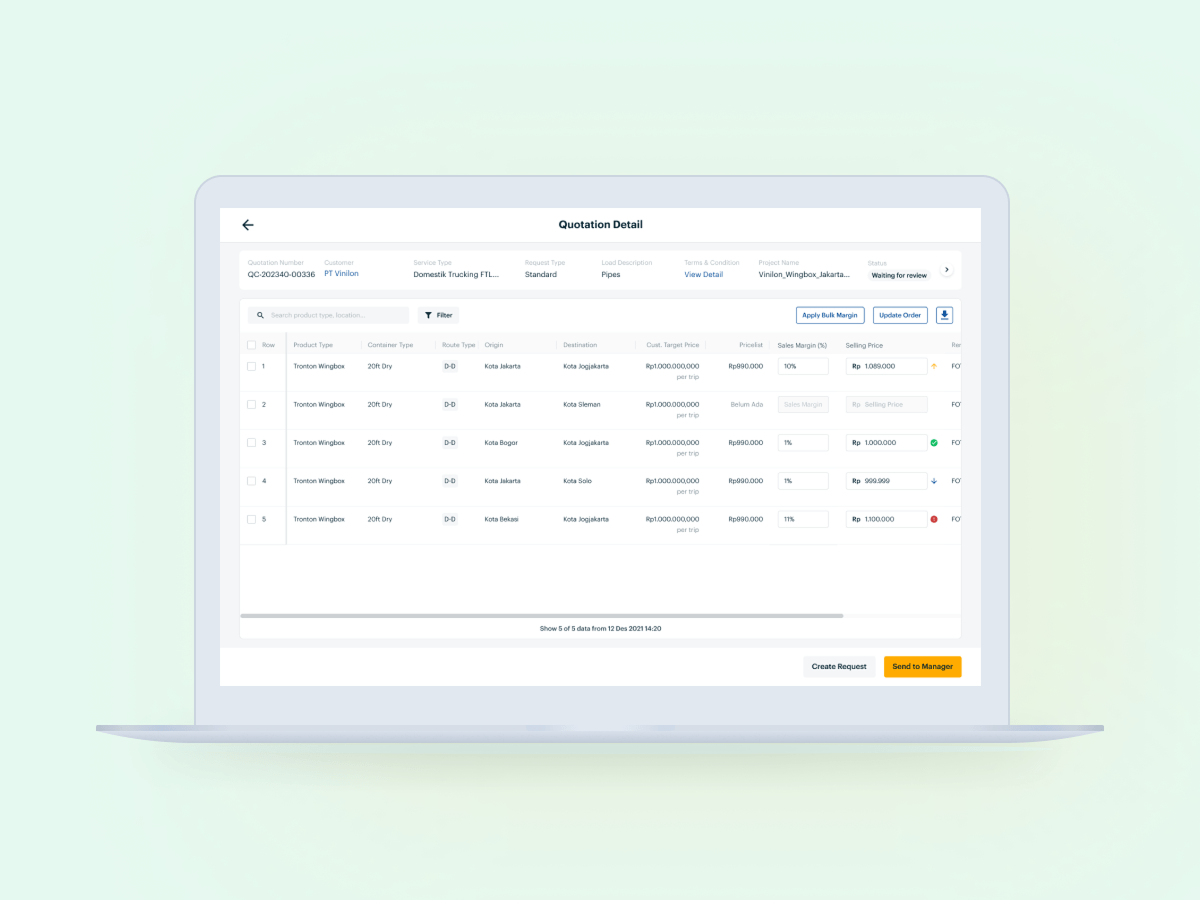 Quotation Detail
Quotation Number Customer Service Type Request Type Load Description Terms & Condition Project Name Status
QC-202340-00336 PT Vinilon Domestik Trucking FTL... Standard Pipes View Detail Vinilon_Wingbox_Jakarta... Waiting for review
Search product type, location... Filter Apply Bulk Margin Update Order
Row Product Type Container Type Route Type Origin Destination Cust. Target Price Pricelist Sales Margin (%) Selling Price Rer
1 Tronton Wingbox 20ft Dry D-D Kota Jakarta Kota Jogjakarta Rp1.000.000,000 Rp990.000 10% Rp 1.089.000 FOT
per trip
2 Tronton Wingbox 20ft Dry D-D Kota Jakarta Kota Sleman Rp1.000.000,000 Belum Ada Sales Margin Rp Selling Price FOT
per trip
3 Tronton Wingbox 20ft Dry D-D Kota Bogor Kota Jogjakarta Rp1.000.000,000 Rp990.000 1% Rp 1.000.000 FOT
per trip
4 Tronton Wingbox 20ft Dry D-D Kota Jakarta Kota Solo Rp1.000.000,000 Rp990.000 1% Rp 999.999 FOT
per trip
5 Tronton Wingbox 20ft Dry D-D Kota Bekasi Kota Jogjakarta Rp1.000.000,000 Rp990.000 11% Rp 1.100.000 FOT
per trip
Show 5 of 5 data from 12 Des 2021 14:20
Create Request Send to Manager